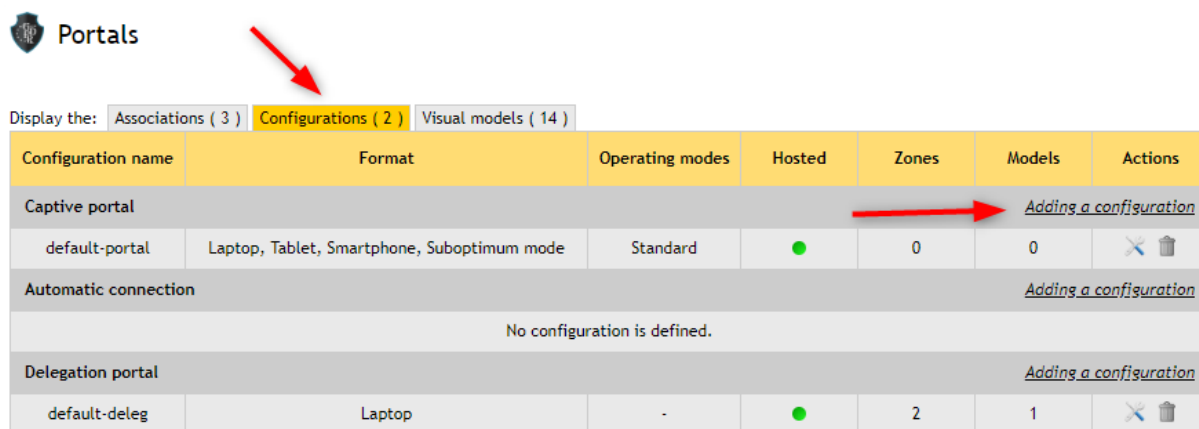 Portals
Display the: Associations ( 3 ) Configurations ( 2 ) Visual models ( 14 )
Configuration name Format Operating modes Hosted Zones Models Actions
Captive portal Adding a configuration
default-portal Laptop, Tablet, Smartphone, Suboptimum mode Standard 0 0
Automatic connection Adding a configuration
No configuration is defined.
Delegation portal Adding a configuration
default-deleg Laptop - 2 1